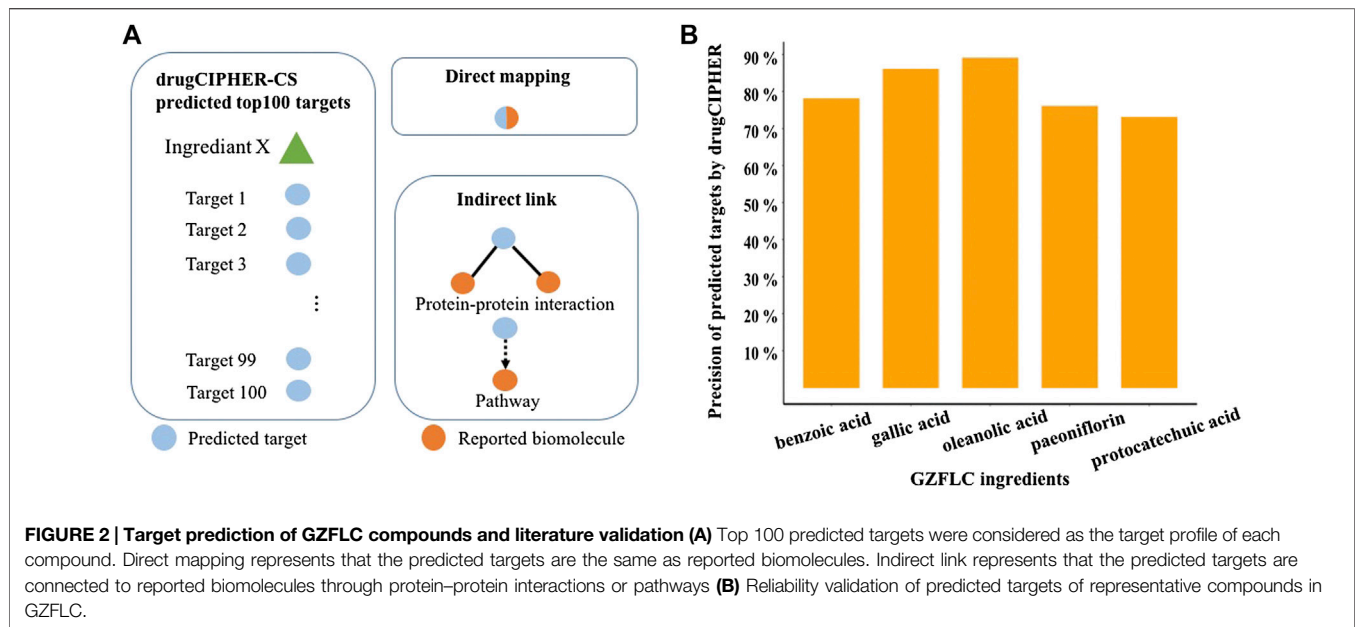 A
drugCIPHER-CS
predicted top100 targets
Ingrediant X
Target 1
Target 2
Target 3
⋮
Target 99
Target 100
Direct mapping
Indirect link
Protein-protein interaction
Pathway
Predicted target
Reported biomolecule
B
Precision of predicted targets by drugCIPHER
90 %
80 %
70 %
60 %
50 %
40 %
30 %
20 %
10 %
benzoic acid
gallic acid
oleanolic acid
paeoniflorin
protocatechuic acid
GZFLC ingredients
FIGURE 2 | Target prediction of GZFLC compounds and literature validation (A) Top 100 predicted targets were considered as the target profile of each
compound. Direct mapping represents that the predicted targets are the same as reported biomolecules. Indirect link represents that the predicted targets are
connected to reported biomolecules through protein–protein interactions or pathways (B) Reliability validation of predicted targets of representative compounds in
GZFLC.